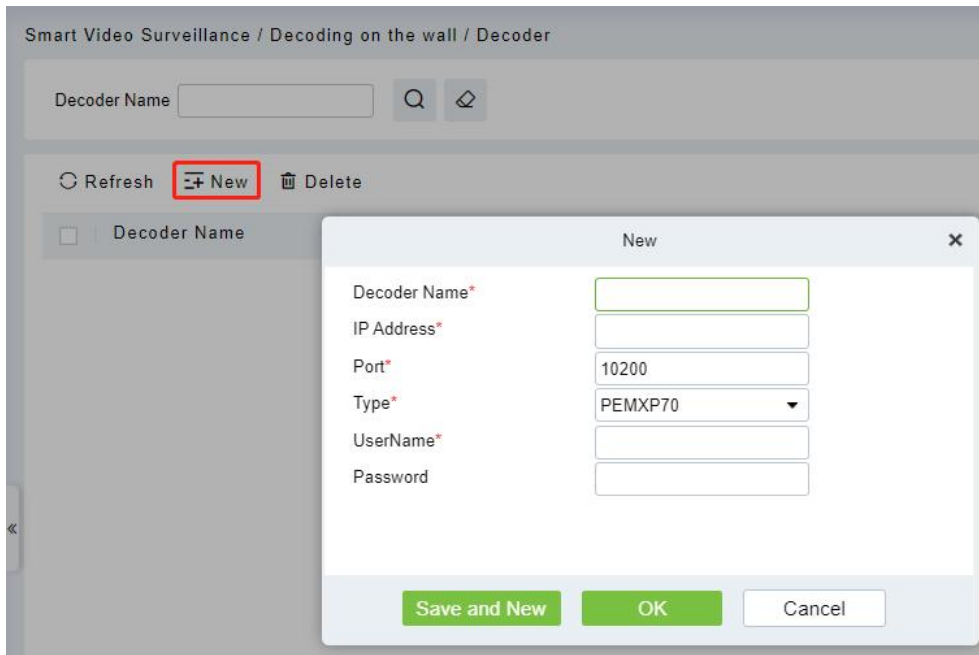 Smart Video Surveillance / Decoding on the wall / Decoder
Decoder Name
Refresh New Delete
Decoder Name
New
Decoder Name*
IP Address*
Port* 10200
Type* PEMXP70
UserName*
Password
Save and New OK Cancel